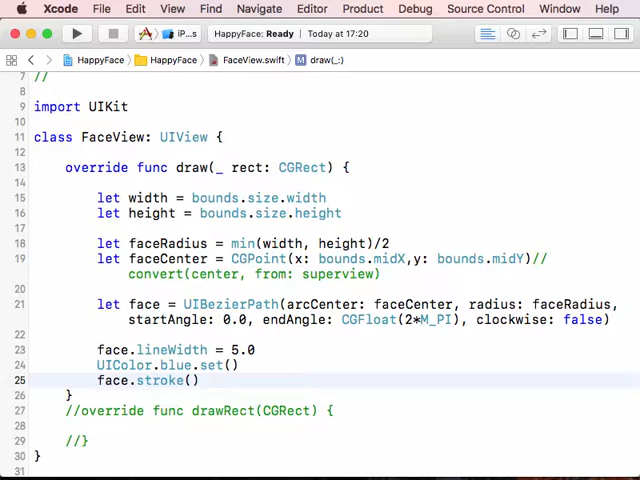 Xcode File Edit View Find Navigate Editor Product Debug Source Control Window Help
iP... HappyFace: Ready Today at 17:20
HappyFace HappyFace FaceView.swift M draw(_:)
7 //
8
9 import UIKit
10
11 class FaceView: UIView {
12
13 override func draw(_ rect: CGRect) {
14
15 let width = bounds.size.width
16 let height = bounds.size.height
17
18 let faceRadius = min(width, height)/2
19 let faceCenter = CGPoint(x: bounds.midX,y: bounds.midY)//
convert(center, from: superview)
20
21 let face = UIBezierPath(arcCenter: faceCenter, radius: faceRadius,
startAngle: 0.0, endAngle: CGFloat(2*M_PI), clockwise: false)
22
23 face.lineWidth = 5.0
24 UIColor.blue.set()
25 face.stroke()
26 }
27 //override func drawRect(CGRect) {
28
29 //}
30 }
31